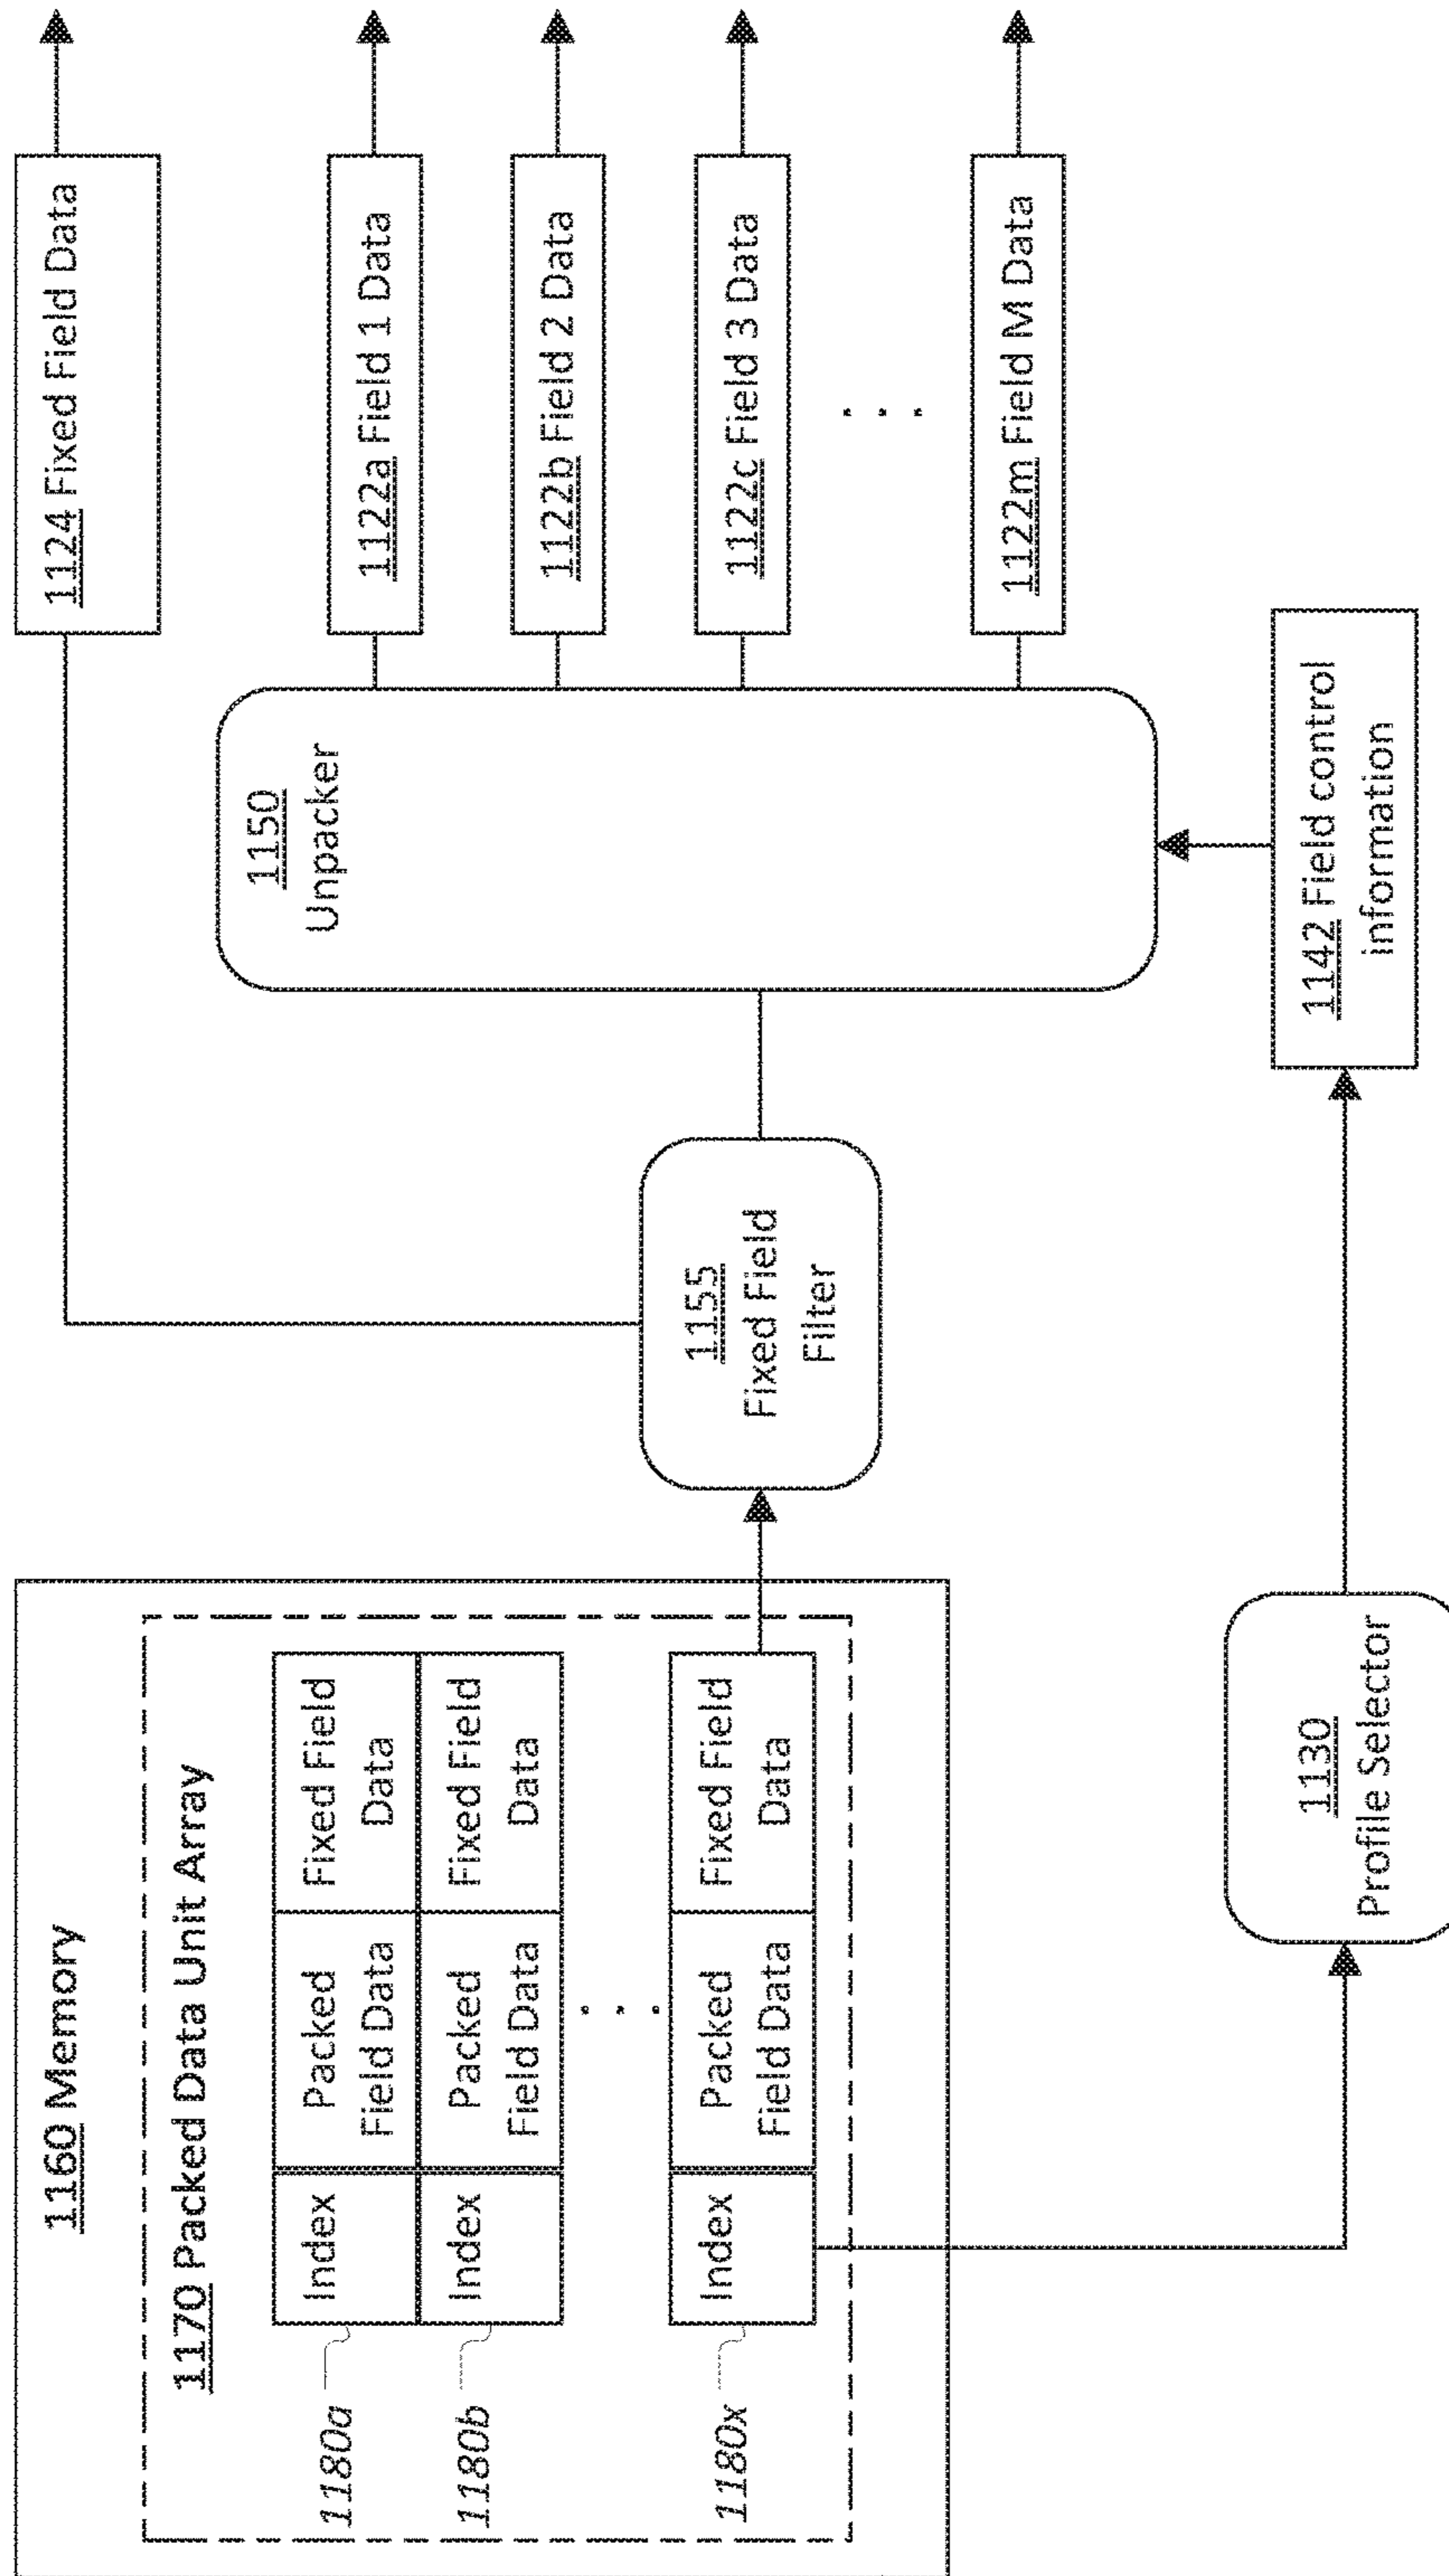 1160 Memory
1170 Packed Data Unit Array
1180a
Index
Packed
Field Data
Fixed Field
Data
1180b
Index
Packed
Field Data
Fixed Field
Data
. . .
1180x
Index
Packed
Field Data
Fixed Field
Data
1130
Profile Selector
1155
Fixed Field
Filter
1150
Unpacker
1142 Field control
information
1124 Fixed Field Data
1122a Field 1 Data
1122b Field 2 Data
1122c Field 3 Data
. . .
1122m Field M Data